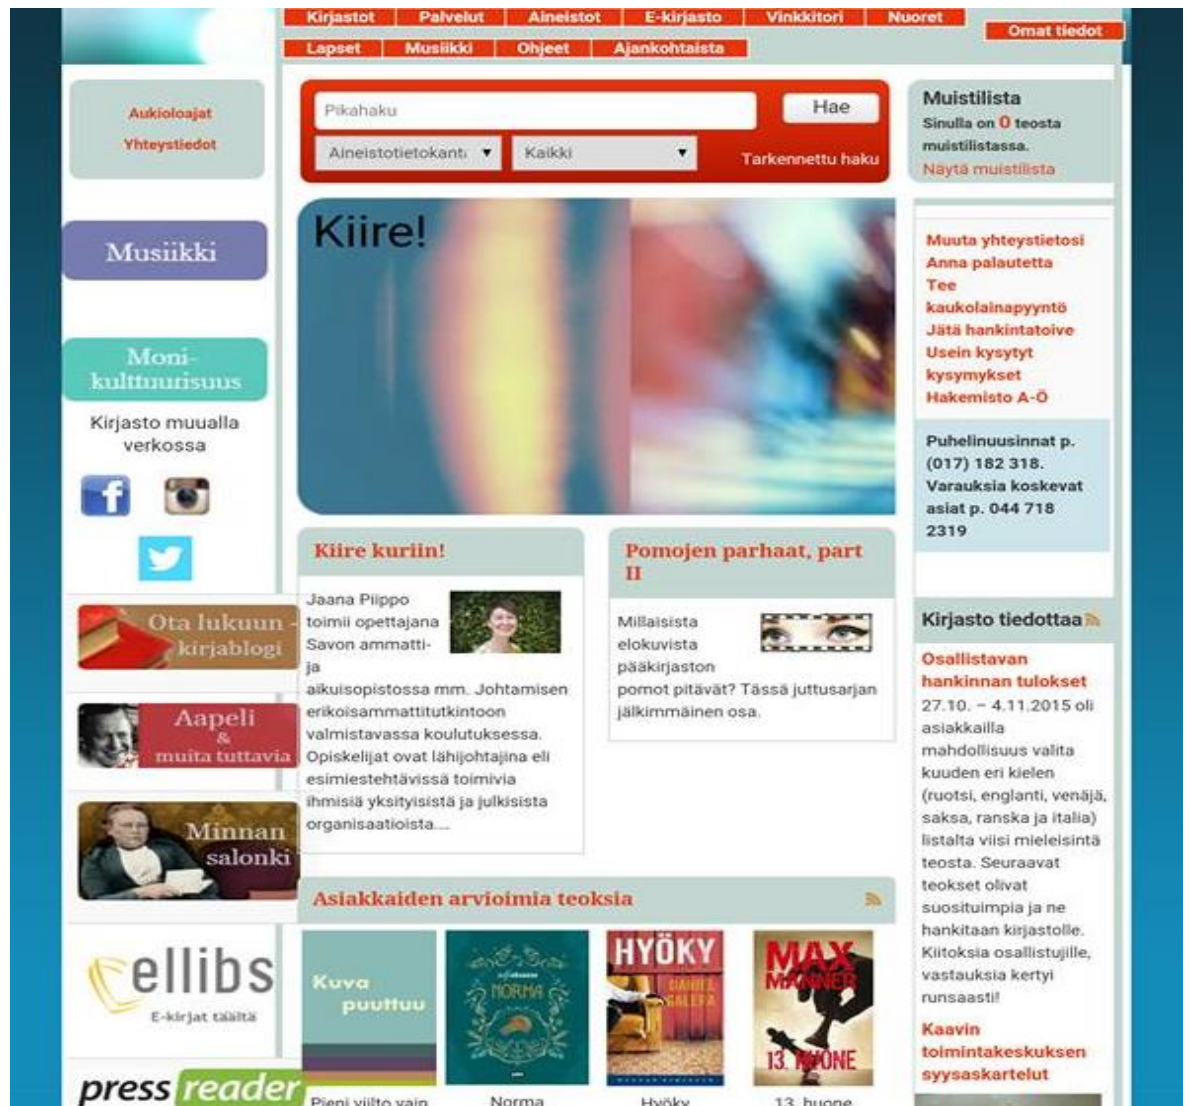 Kirjastot Palvelut Aineistot E-kirjasto Vinkkitori Nuoret
Omat tiedot
Lapset Musiikki Ohjeet Ajankohtaista
Aukioloajat
Yhteystiedot
Musiikki
Moni-
kulttuurisuus
Kirjasto muualla
verkossa
Ota lukuun -
kirjablogi
Aapeli
&
muita tuttavia
Minnan
salonki
ellibs
E-kirjat täältä
pressreader
Pikahaku
Hae
Aineistotietokanta
Kaikki
Tarkennettu haku
Kiire!
Kiire kuriin!
Jaana Piippo
toimii opettajana
Savon ammatti-
ja
aikuisopistossa mm. Johtamisen
erikoisammattitutkintoon
valmistavassa koulutuksessa.
Opiskelijat ovat lähijohtajina eli
esimiestehtävissä toimivia
ihmisiä yksityisistä ja julkisista
organisaatioista....
Pomojen parhaat, part
II
Millaisista
elokuvista
pääkirjaston
pomot pitävät? Tässä juttusarjan
jälkimmäinen osa.
Asiakkaiden arvioimia teoksia
Kuva
puuttuu
NORMA
HYÖKY
DANIEL
GALERA
MAX
MANNER
13. HUONE
Pieni viilto vain
Norma
Hyöky
13. huone
Muistilista
Sinulla on 0 teosta
muistilistassa.
Näytä muistilista
Muuta yhteystietosi
Anna palautetta
Tee
kaukolainapyyntö
Jätä hankintatoive
Usein kysytyt
kysymykset
Hakemisto A-Ö
Puhelinuusinnat p.
(017) 182 318.
Varauksia koskevat
asiat p. 044 718
2319
Kirjasto tiedottaa
Osallistavan
hankinnan tulokset
27.10. – 4.11.2015 oli
asiakkailla
mahdollisuus valita
kuuden eri kielen
(ruotsi, englanti, venäjä,
saksa, ranska ja italia)
listalta viisi mieleisintä
teosta. Seuraavat
teokset olivat
suosituimpia ja ne
hankitaan kirjastolle.
Kiitoksia osallistujille,
vastauksia kertyi
runsaasti!
Kaavin
toimintakeskuksen
syysaskartelut